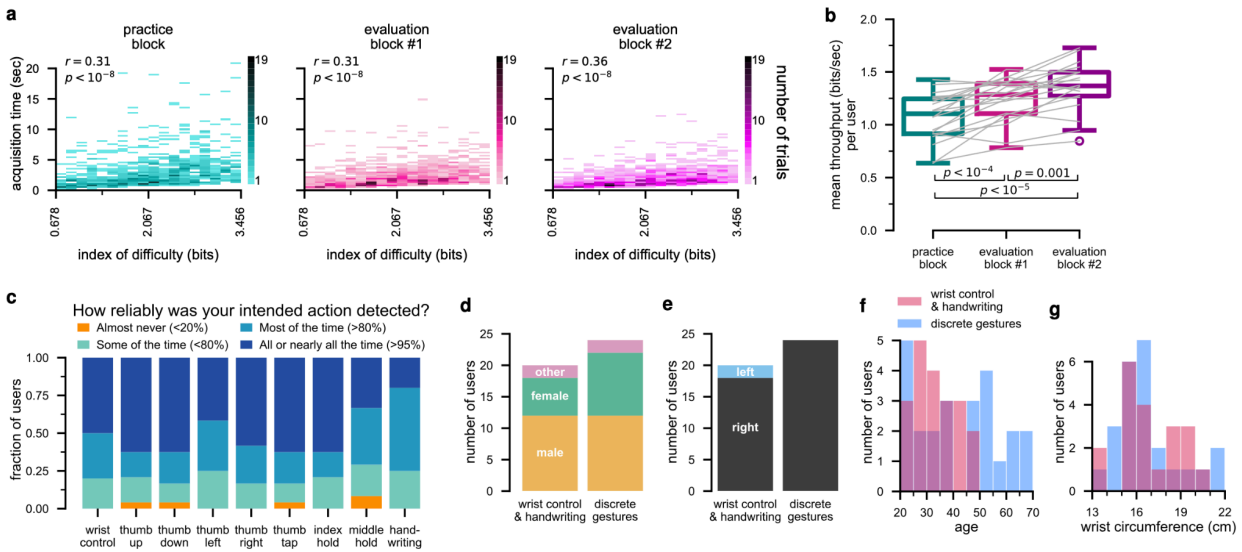 a
practice
block
evaluation
block #1
evaluation
block #2
r = 0.31
p < 10⁻⁸
r = 0.31
p < 10⁻⁸
r = 0.36
p < 10⁻⁸
acquisition time (sec)
20
15
10
5
0
19
10
1
19
10
1
19
10
1
number of trials
0.678
2.067
3.456
0.678
2.067
3.456
0.678
2.067
3.456
index of difficulty (bits)
index of difficulty (bits)
index of difficulty (bits)
b
mean throughput (bits/sec)
per user
2.0
1.5
1.0
0.5
0.0
p < 10⁻⁴
p = 0.001
p < 10⁻⁵
practice
block
evaluation
block #1
evaluation
block #2
c
How reliably was your intended action detected?
Almost never (<20%)
Most of the time (>80%)
Some of the time (<80%)
All or nearly all the time (>95%)
fraction of users
1.00
0.75
0.50
0.25
0.00
wrist
control
thumb
up
thumb
down
thumb
left
thumb
right
thumb
tap
index
hold
middle
hold
hand-
writing
d
number of users
25
20
15
10
5
0
other
female
male
wrist control
& handwriting
discrete
gestures
e
number of users
25
20
15
10
5
0
left
right
wrist control
& handwriting
discrete
gestures
f
wrist control
& handwriting
discrete gestures
number of users
5
4
3
2
1
0
20
30
40
50
60
70
age
g
number of users
6
4
2
0
13
16
19
22
wrist circumference (cm)